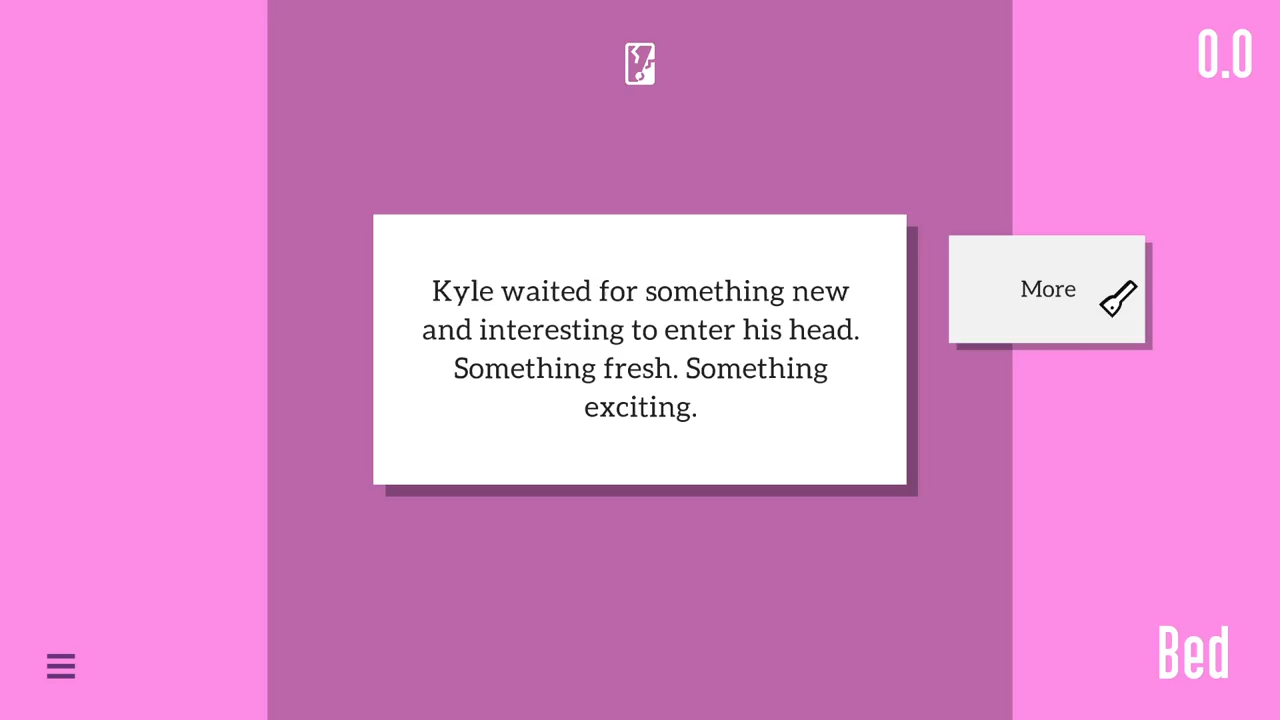 0.0
Kyle waited for something new
and interesting to enter his head.
Something fresh. Something
exciting.
More
Bed